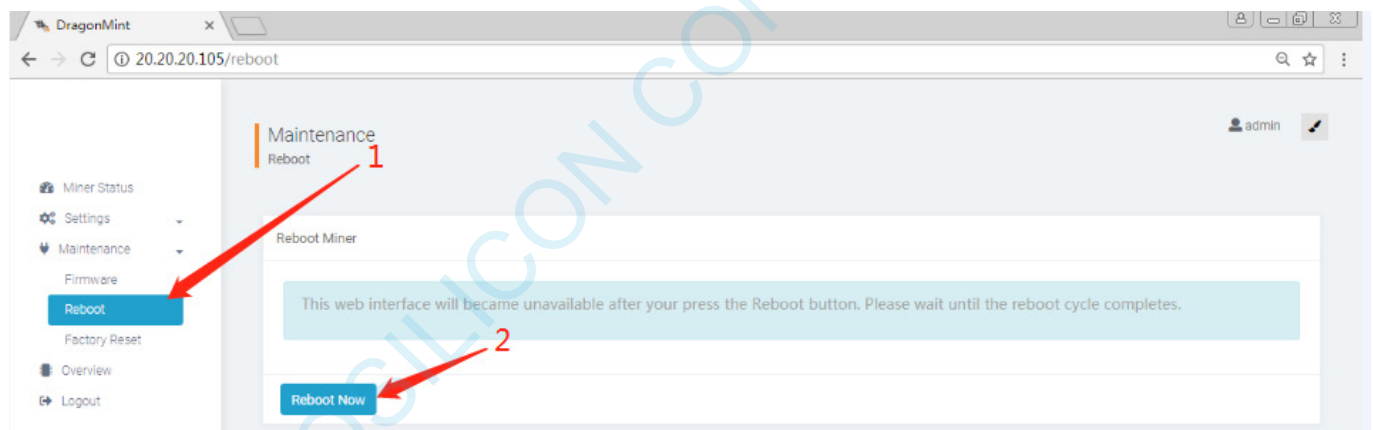 DragonMint
20.20.20.105/reboot
Maintenance
Reboot
admin
1
Miner Status
Settings
Maintenance
Firmware
Reboot
Factory Reset
Overview
Logout
Reboot Miner
This web interface will became unavailable after your press the Reboot button. Please wait until the reboot cycle completes.
2
Reboot Now
OSILICON CO